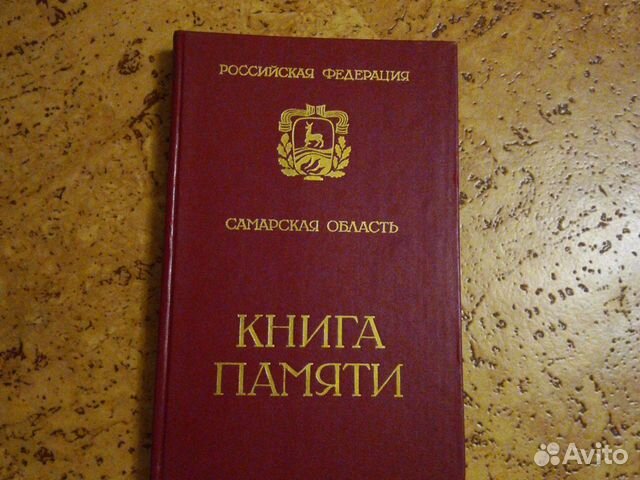 РОССИЙСКАЯ ФЕДЕРАЦИЯ
САМАРСКАЯ ОБЛАСТЬ
КНИГА
ПАМЯТИ
Avito